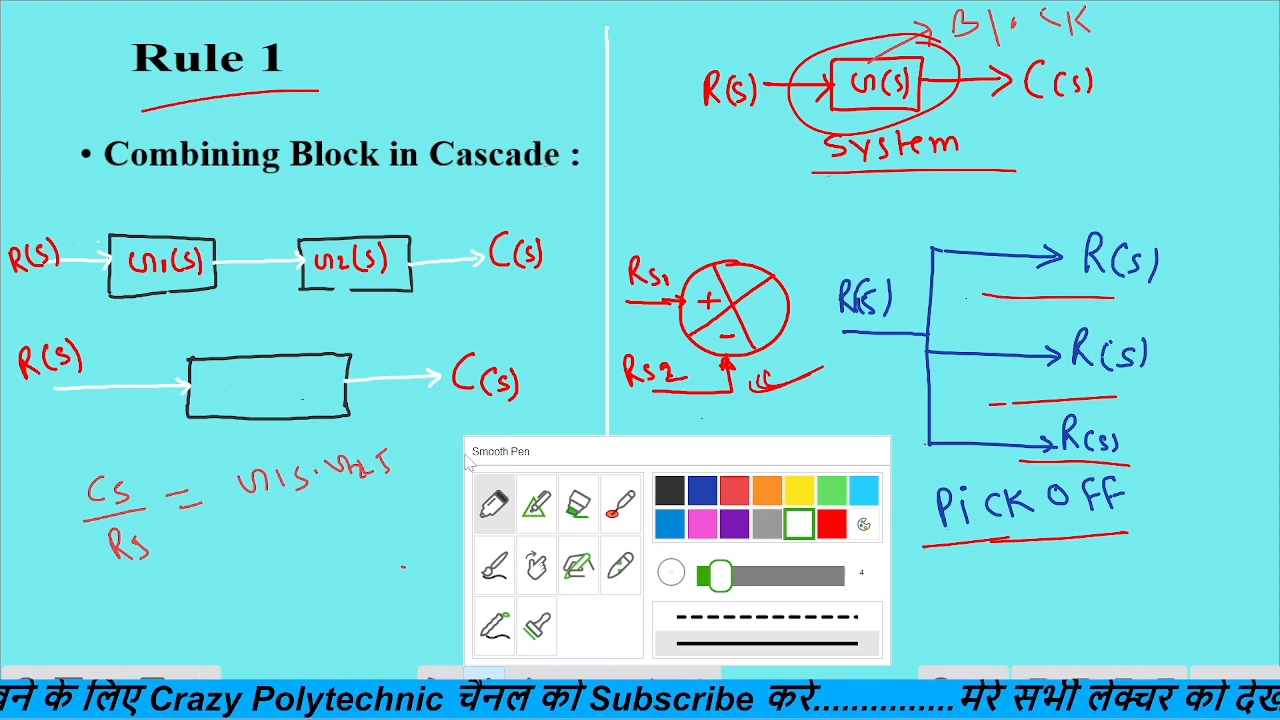 Rule 1
• Combining Block in Cascade :
R(s) G1(s) G2(s) C(s)
R(s) C(s)
Cs = G1s.G2s
Rs
Block
R(s) G(s) C(s)
System
Rs1
+
-
Rs2
R(s)
R(s)
R(s)
R(s)
Pick OFF
Smooth Pen
4
वने के लिए Crazy Polytechnic चैनल को Subscribe करे...............मेरे सभी लेक्चर को देख